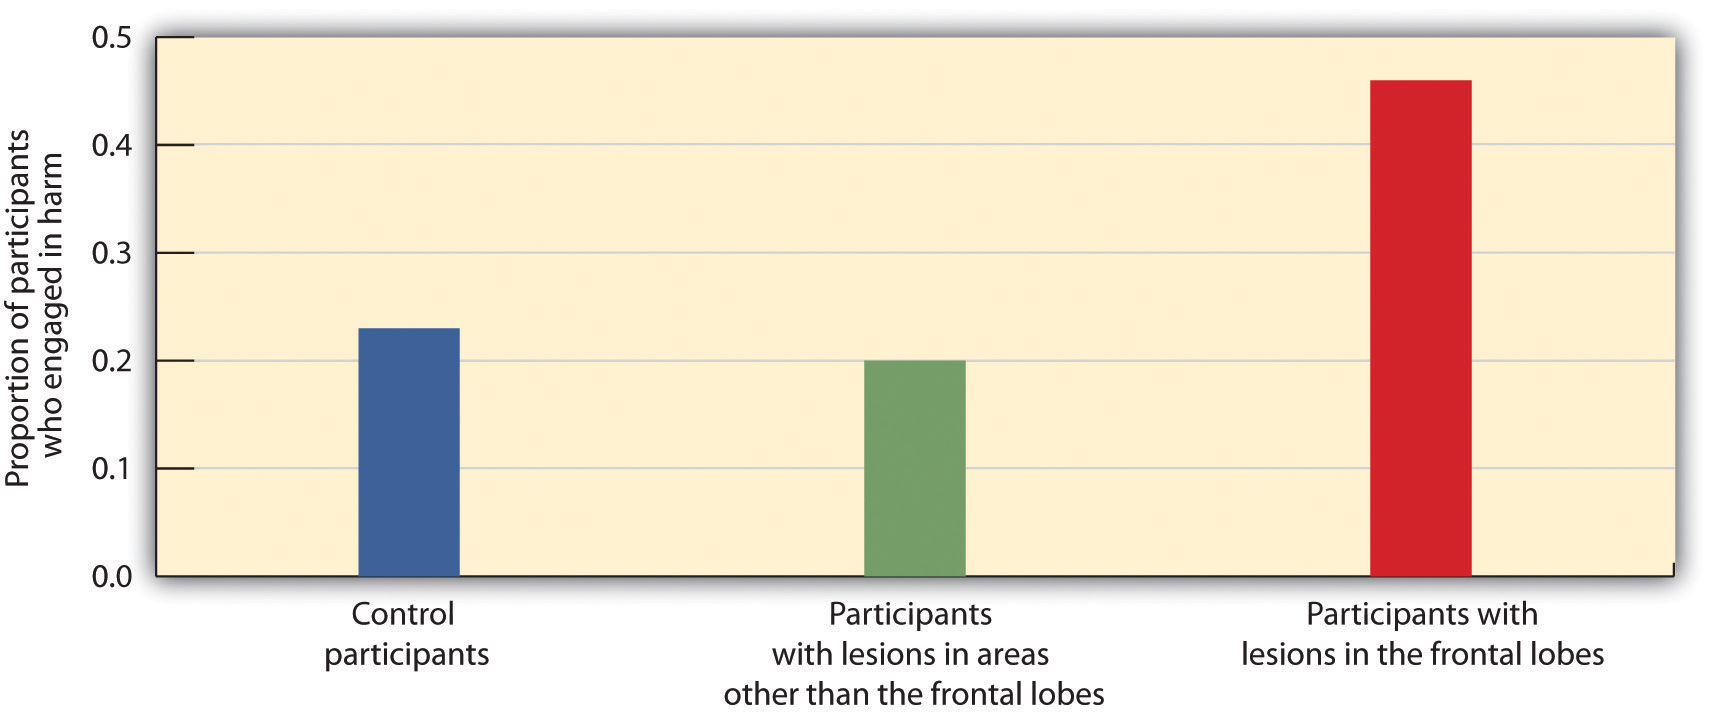 Proportion of participants
who engaged in harm
0.5
0.4
0.3
0.2
0.1
0.0
Control
participants
Participants
with lesions in areas
other than the frontal lobes
Participants with
lesions in the frontal lobes